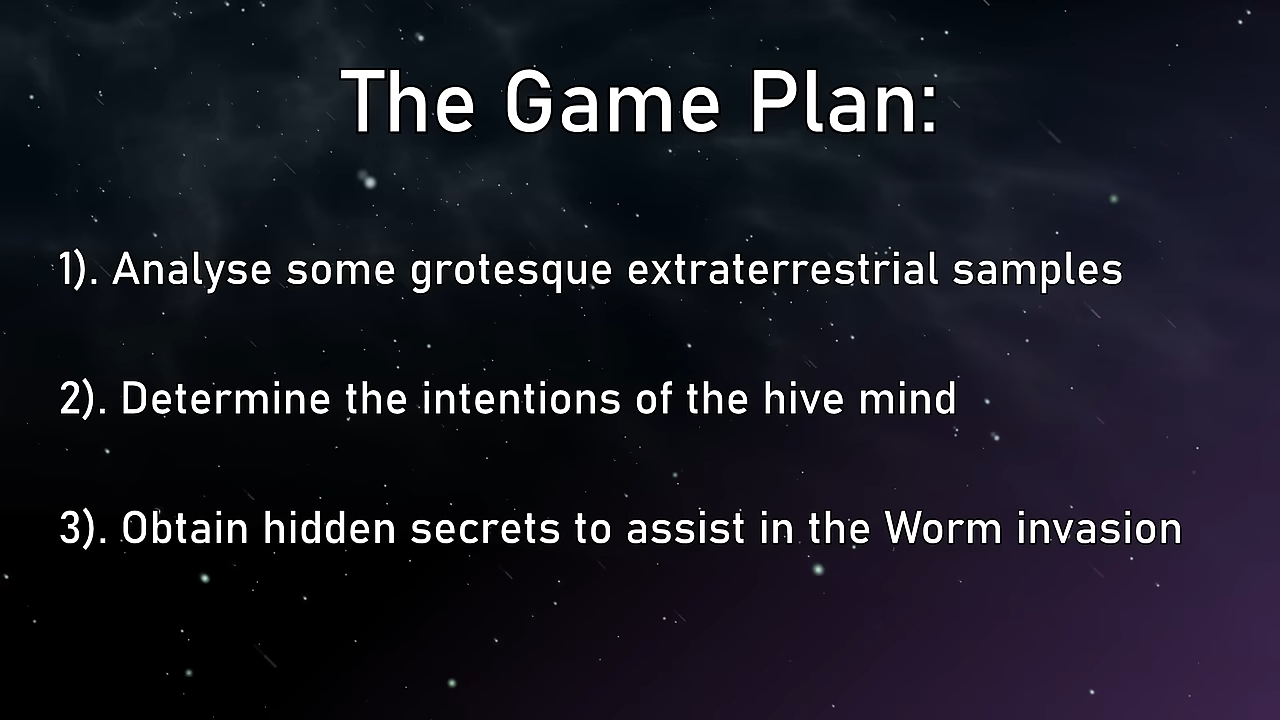 The Game Plan:
1). Analyse some grotesque extraterrestrial samples
2). Determine the intentions of the hive mind
3). Obtain hidden secrets to assist in the Worm invasion